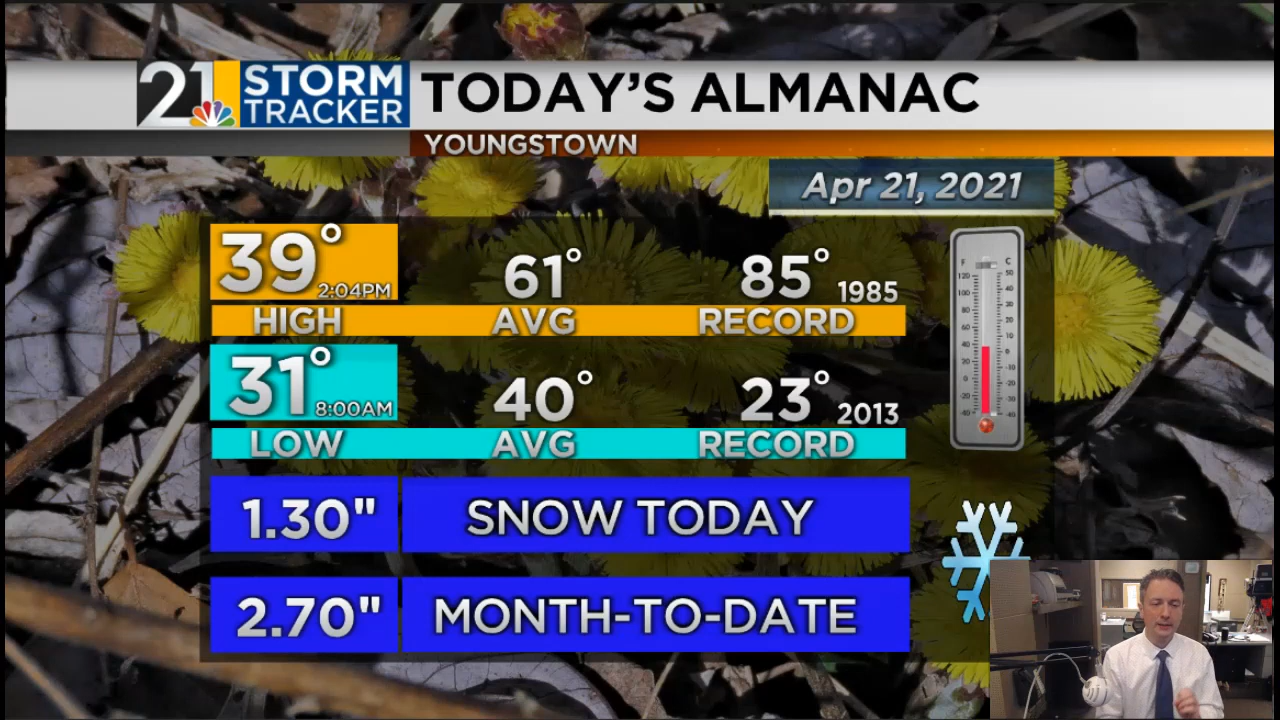 21 STORM TRACKER TODAY'S ALMANAC
YOUNGSTOWN
Apr 21, 2021
39° 2:04PM 61° 85° 1985
HIGH AVG RECORD
31° 8:00AM 40° 23° 2013
LOW AVG RECORD
1.30" SNOW TODAY
2.70" MONTH-TO-DATE
F C